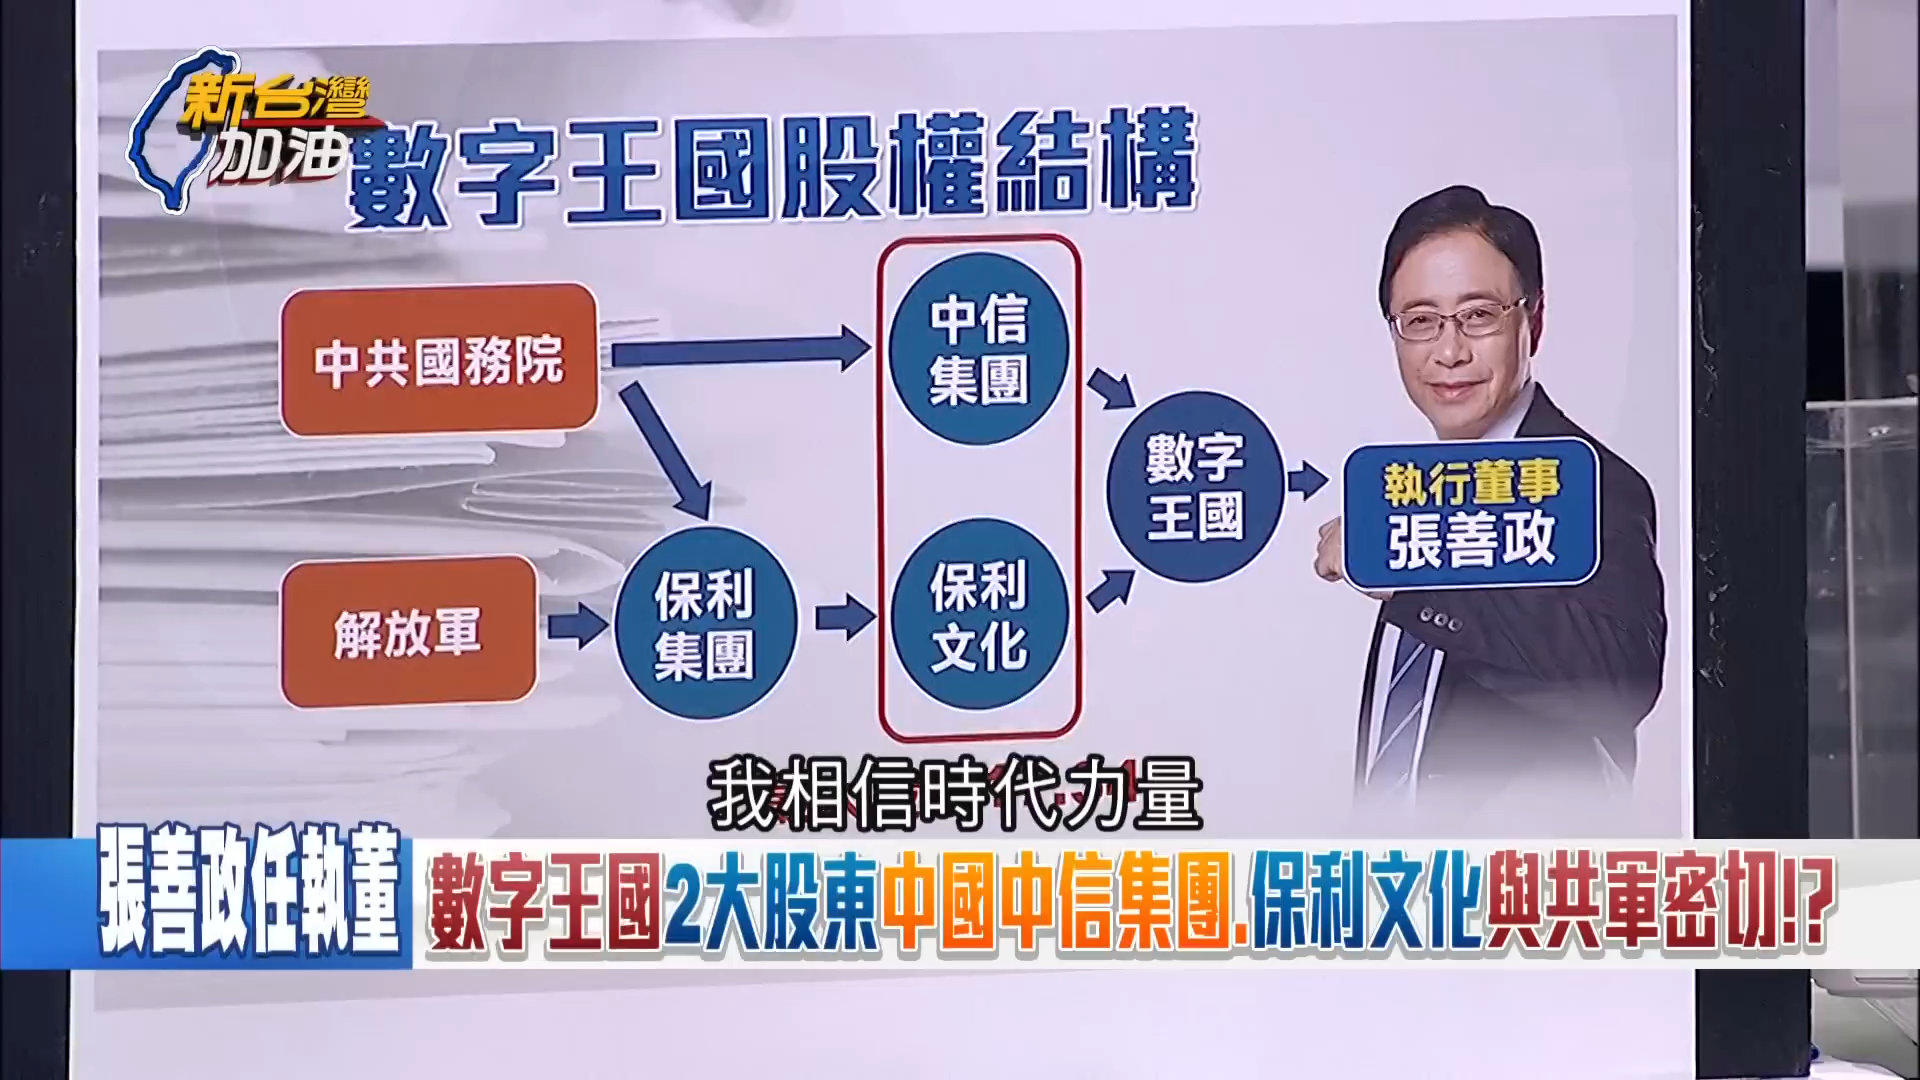 新台灣
加油
數字王國股權結構
中共國務院
中信
集團
數字
王國
執行董事
張善政
解放軍
保利
集團
保利
文化
我相信時代力量
張善政任執董
數字王國2大股東中國中信集團.保利文化與共軍密切!?